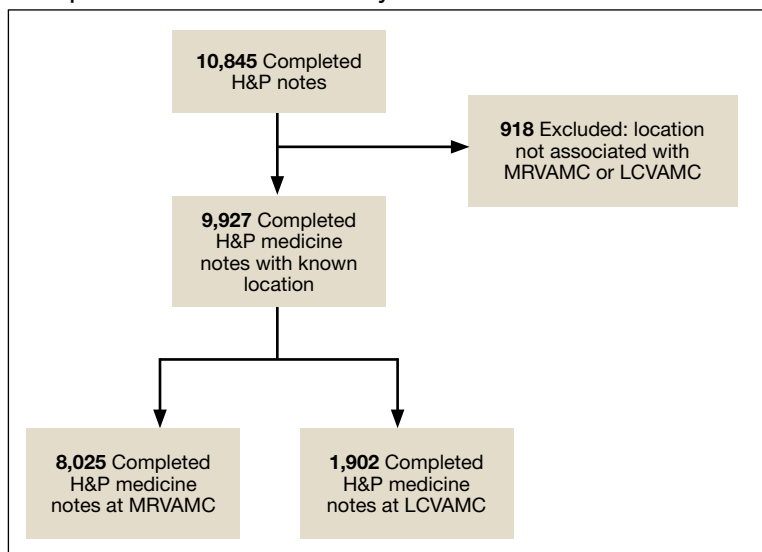 10,845 Completed
H&P notes
918 Excluded: location
not associated with
MRVAMC or LCVAMC
9,927 Completed
H&P medicine
notes with known
location
8,025 Completed
H&P medicine
notes at MRVAMC
1,902 Completed
H&P medicine
notes at LCVAMC